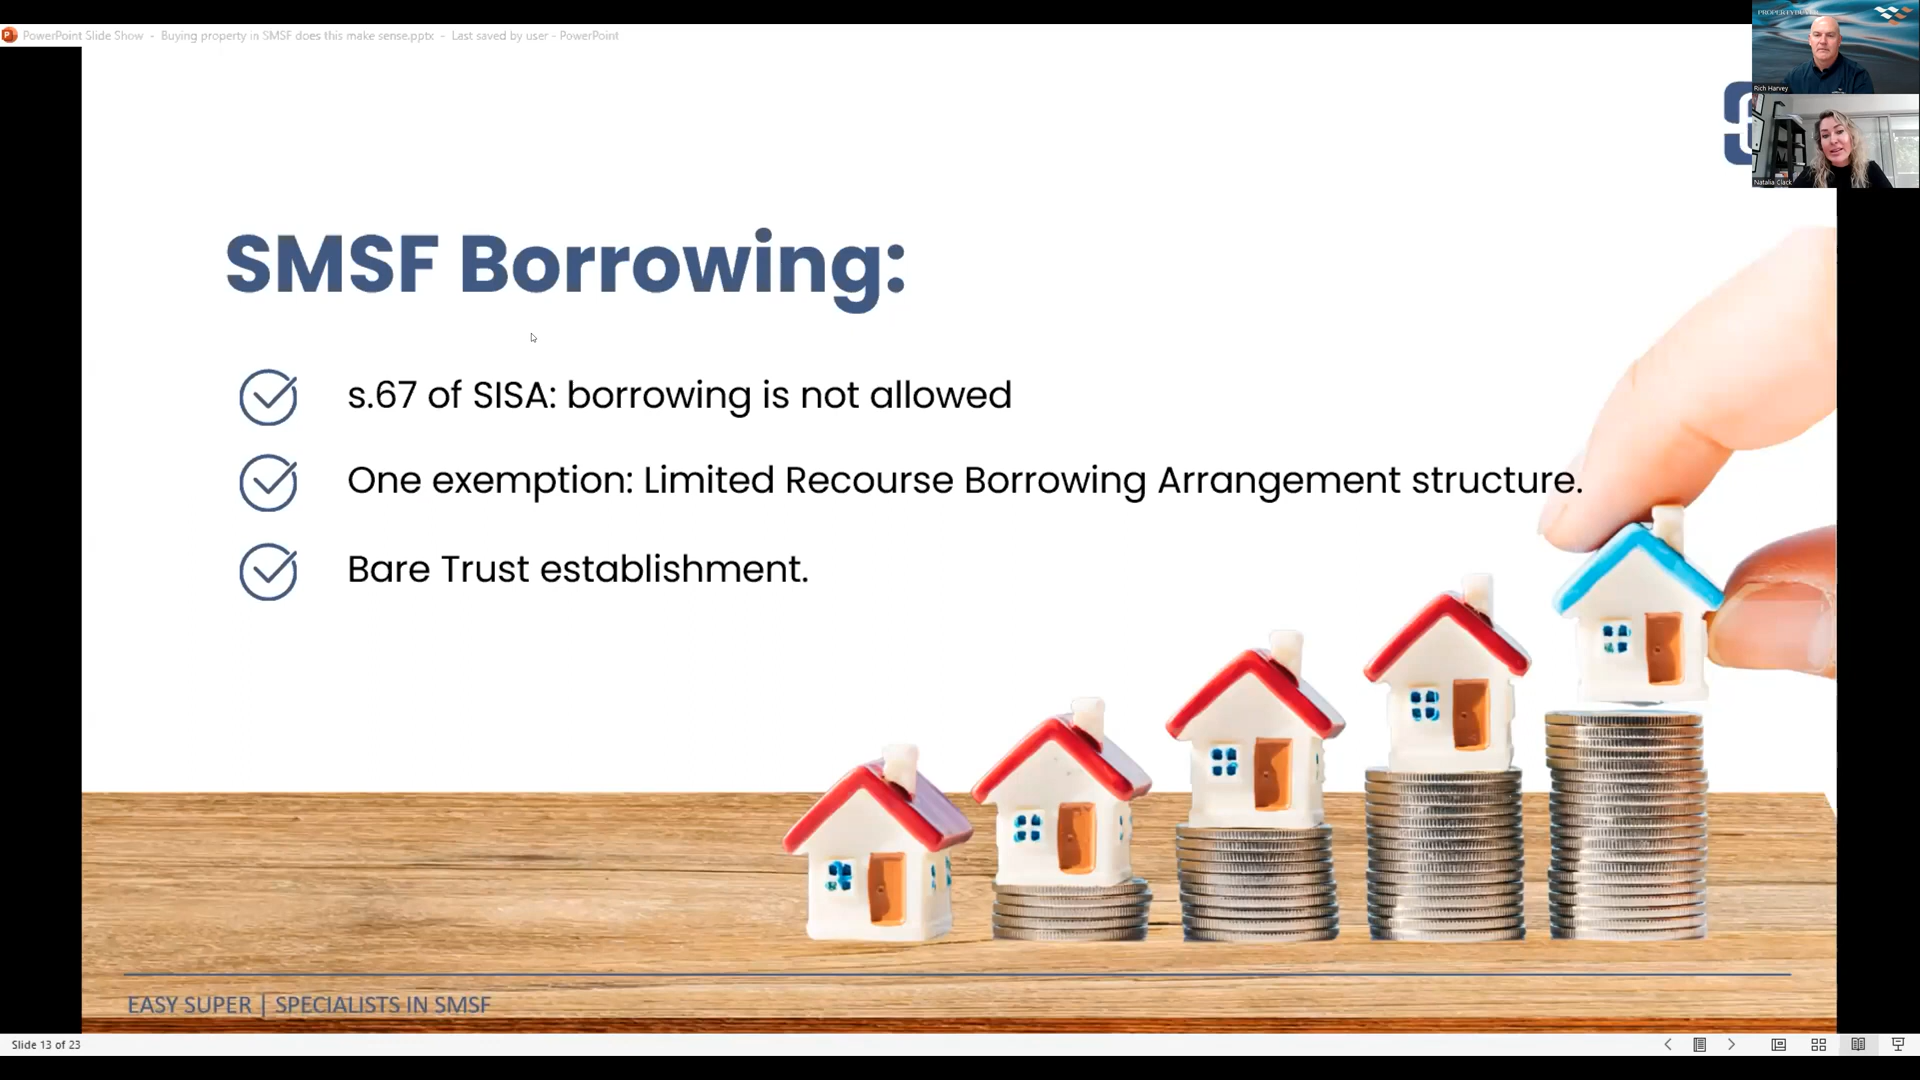 PowerPoint Slide Show - Buying property in SMSF does this make sense.pptx - Last saved by user - PowerPoint
Rich Harvey
Natalia Clack
SMSF Borrowing:
s.67 of SISA: borrowing is not allowed
One exemption: Limited Recourse Borrowing Arrangement structure.
Bare Trust establishment.
EASY SUPER | SPECIALISTS IN SMSF
Slide 13 of 23